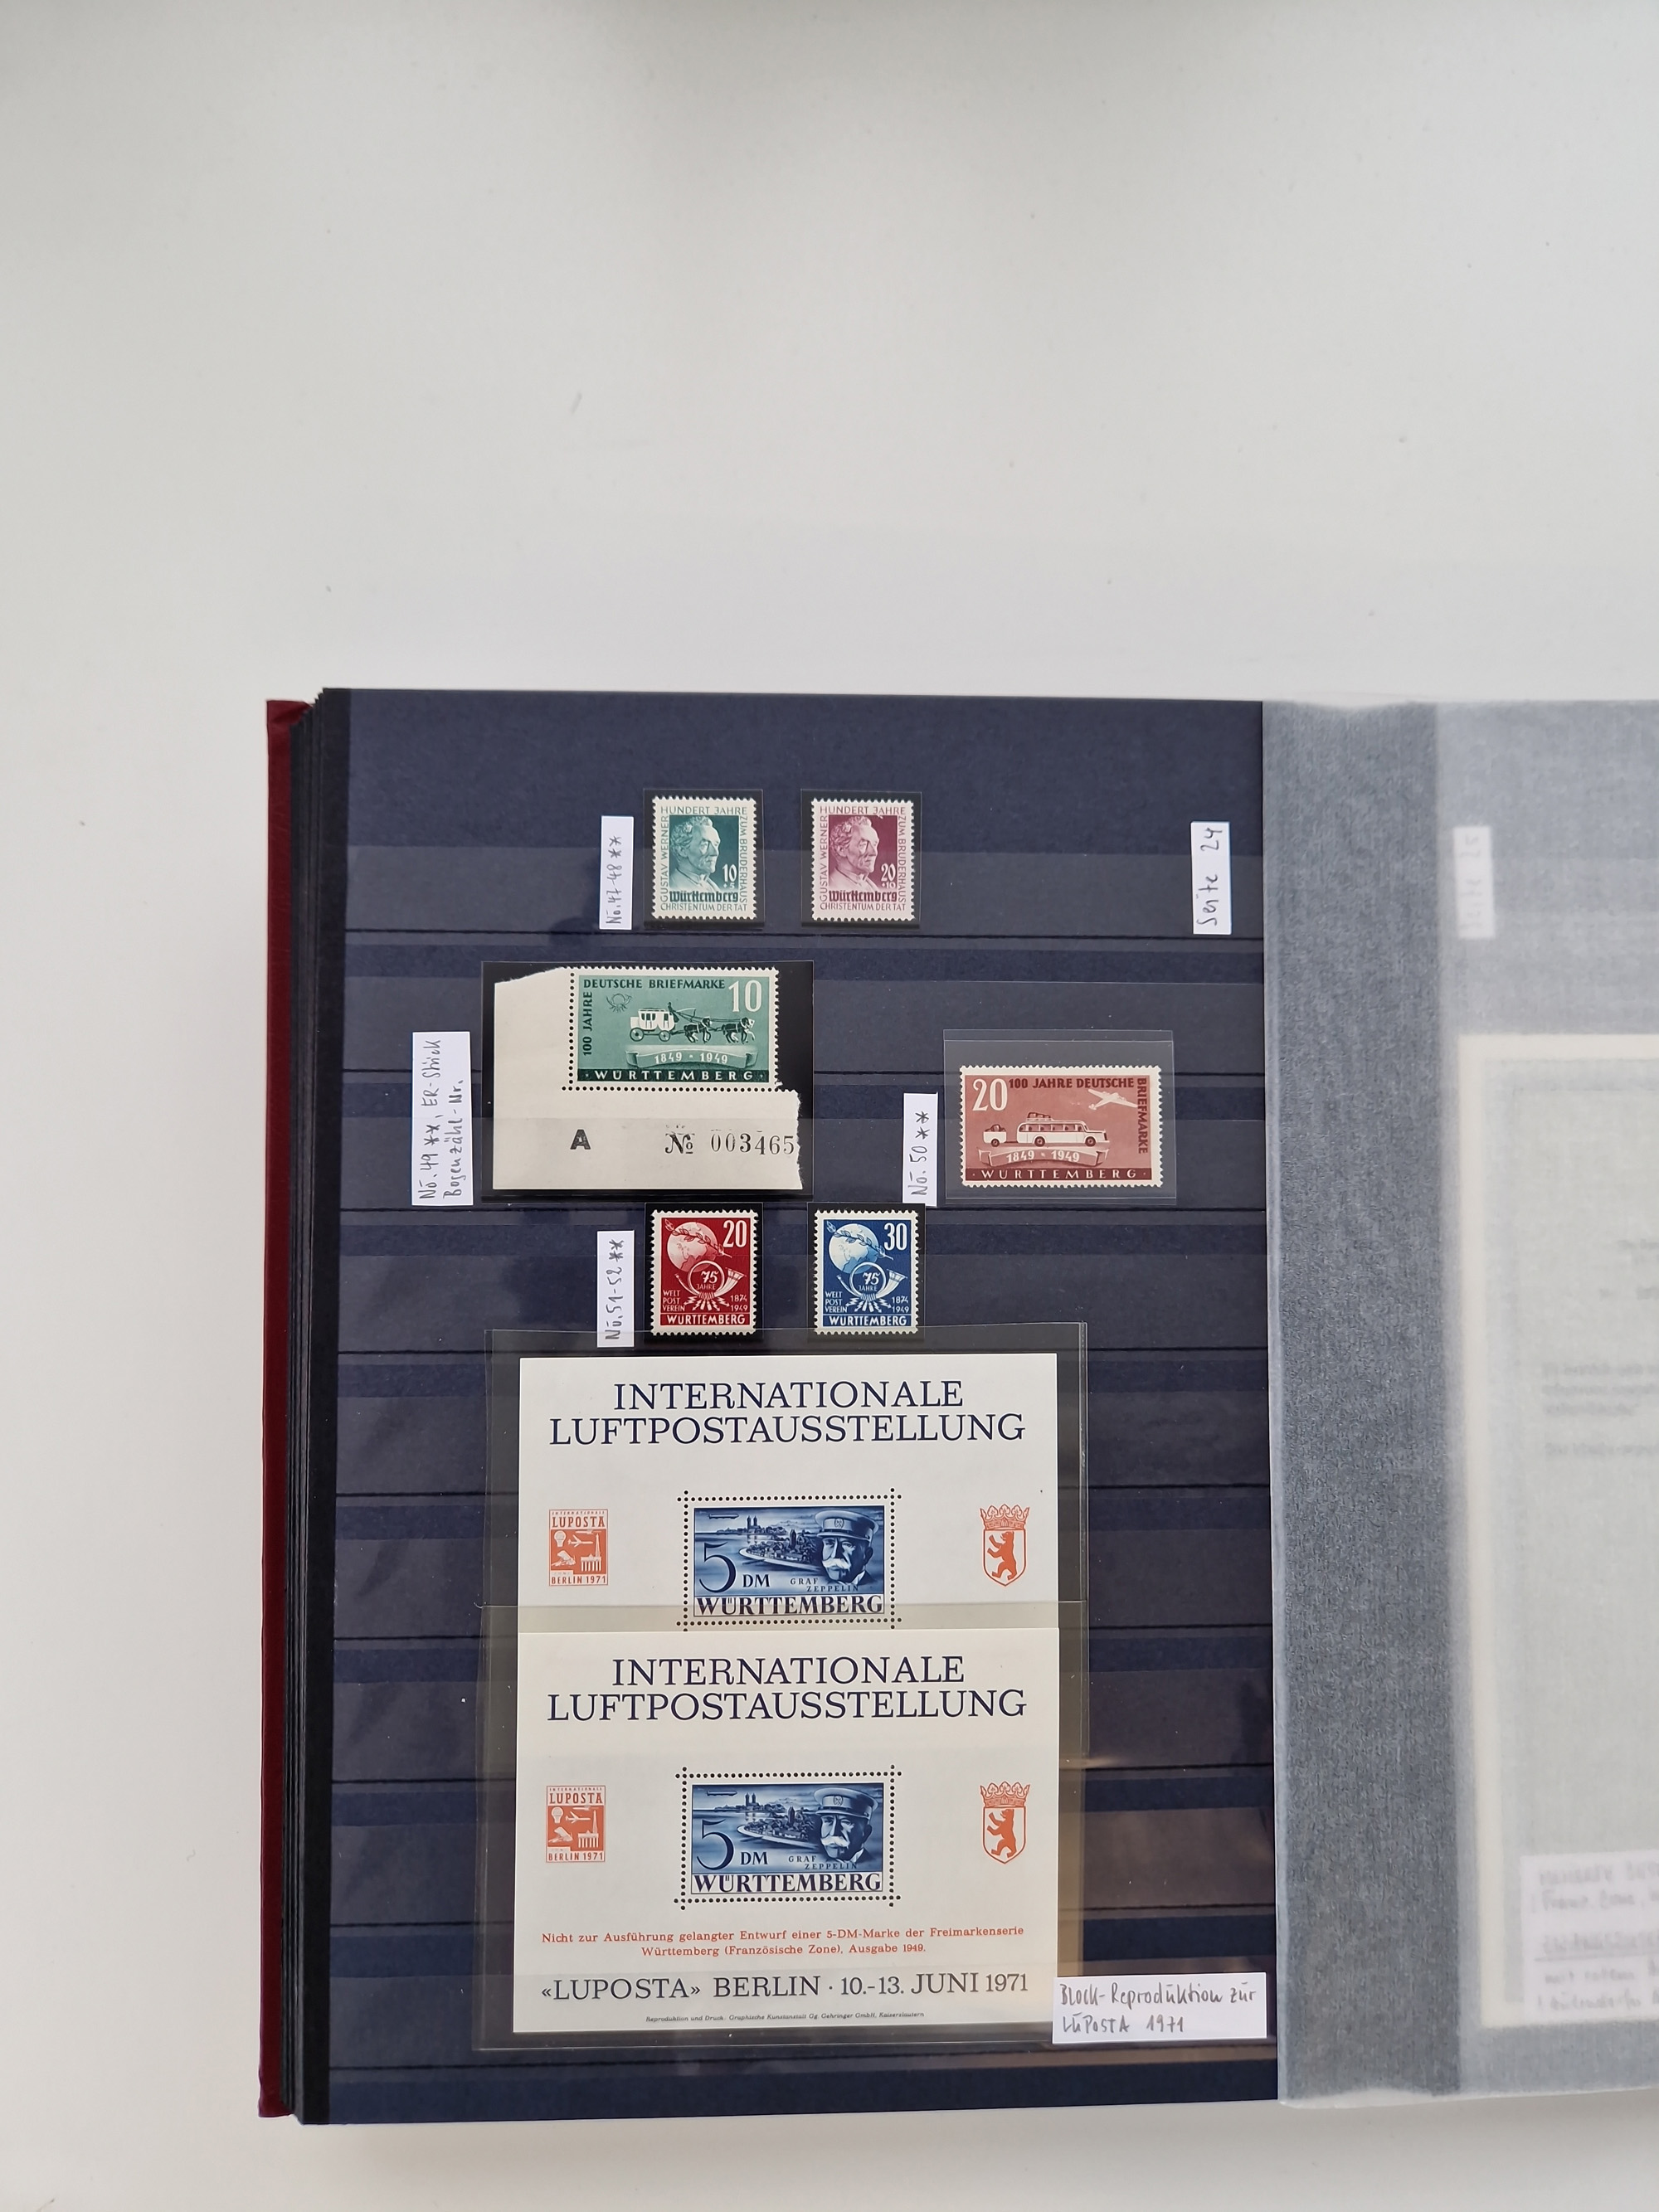 No. 47-48 **
HUNDERT JAHRE
GUSTAV WERNER
ZUM BRUDERHAUS
10
Württemberg
CHRISTENTUM DER TAT
HUNDERT JAHRE
GUSTAV WERNER
ZUM BRUDERHAUS
20
+10
Württemberg
CHRISTENTUM DER TAT
Seite 24
No. 49 **, ER-Stück
Bogenzähl-Nr.
100 JAHRE
DEUTSCHE BRIEFMARKE 10
1849 • 1949
• WÜRTTEMBERG •
A
No 003465
No. 50 **
20 100 JAHRE DEUTSCHE
BRIEFMARKE
1849 • 1949
• WÜRTTEMBERG •
No. 51-52 **
20
75
JAHRE
WELT
POST
VEREIN
1874
1949
WÜRTTEMBERG
30
75
JAHRE
WELT
POST
VEREIN
1874
1949
WÜRTTEMBERG
INTERNATIONALE
LUFTPOSTAUSSTELLUNG
INTERNATIONALE
LUPOSTA
BERLIN 1971
5 DM
GRAF
ZEPPELIN
WÜRTTEMBERG
INTERNATIONALE
LUFTPOSTAUSSTELLUNG
INTERNATIONALE
LUPOSTA
BERLIN 1971
5 DM
GRAF
ZEPPELIN
WÜRTTEMBERG
Nicht zur Ausführung gelangter Entwurf einer 5-DM-Marke der Freimarkenserie
Württemberg (Französische Zone), Ausgabe 1949.
«LUPOSTA» BERLIN · 10.-13. JUNI 1971
Reproduktion und Druck: Graphische Kunstanstalt Gg. Gehringer GmbH, Kaiserslautern
Block-Reproduktion zur
LUPOSTA 1971